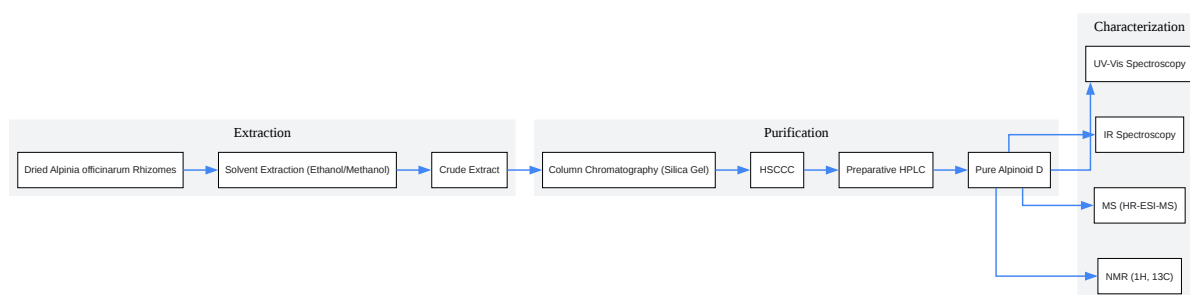 Extraction
Dried Alpinia officinarum Rhizomes
Solvent Extraction (Ethanol/Methanol)
Crude Extract
Purification
Column Chromatography (Silica Gel)
HSCCC
Preparative HPLC
Pure Alpinoid D
Characterization
UV-Vis Spectroscopy
IR Spectroscopy
MS (HR-ESI-MS)
NMR (1H, 13C)